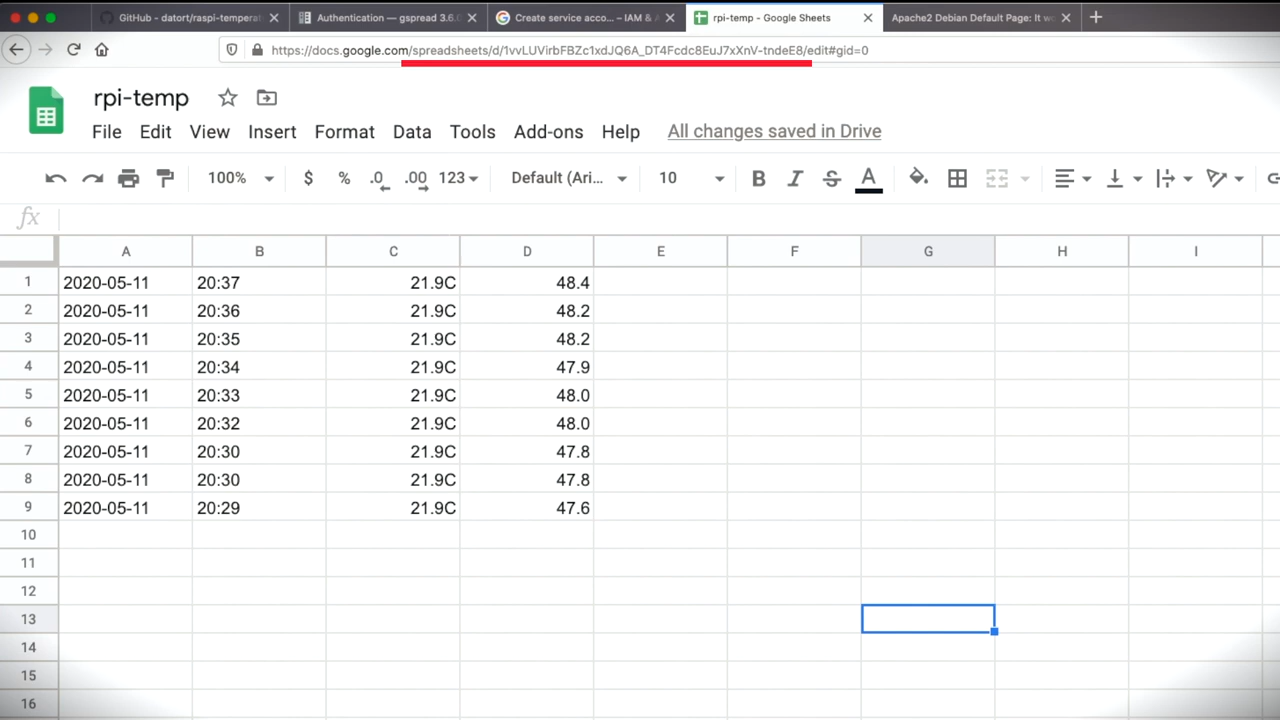 GitHub - datort/raspi-temperat
Authentication — gspread 3.6.0
Create service acco... – IAM & A
rpi-temp - Google Sheets
Apache2 Debian Default Page: It wo
https://docs.google.com/spreadsheets/d/1vvLUVirbFBZc1xdJQ6A_DT4Fcdc8EuJ7xXnV-tndeE8/edit#gid=0
rpi-temp
File Edit View Insert Format Data Tools Add-ons Help All changes saved in Drive
100% $ % .0 .00 123 Default (Ari... 10 B I S A
fx
A B C D E F G H I
1 2020-05-11 20:37 21.9C 48.4
2 2020-05-11 20:36 21.9C 48.2
3 2020-05-11 20:35 21.9C 48.2
4 2020-05-11 20:34 21.9C 47.9
5 2020-05-11 20:33 21.9C 48.0
6 2020-05-11 20:32 21.9C 48.0
7 2020-05-11 20:30 21.9C 47.8
8 2020-05-11 20:30 21.9C 47.8
9 2020-05-11 20:29 21.9C 47.6
10
11
12
13
14
15
16